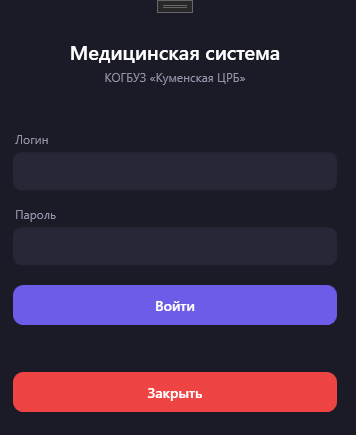 Медицинская система
КОГБУЗ «Куменская ЦРБ»
Логин
Пароль
Войти
Закрыть